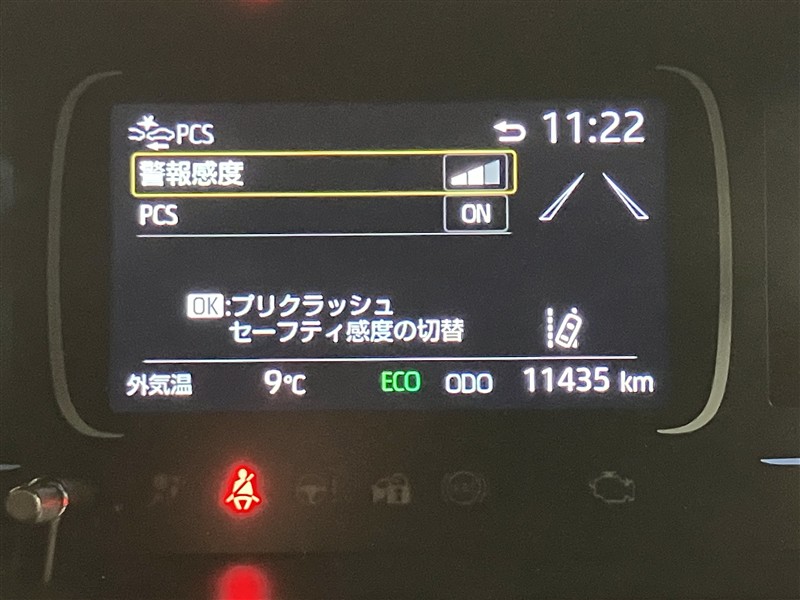 PCS 11:22
警報感度
PCS ON
OK:プリクラッシュ
セーフティ感度の切替
外気温 9℃ ECO ODO 11435 km